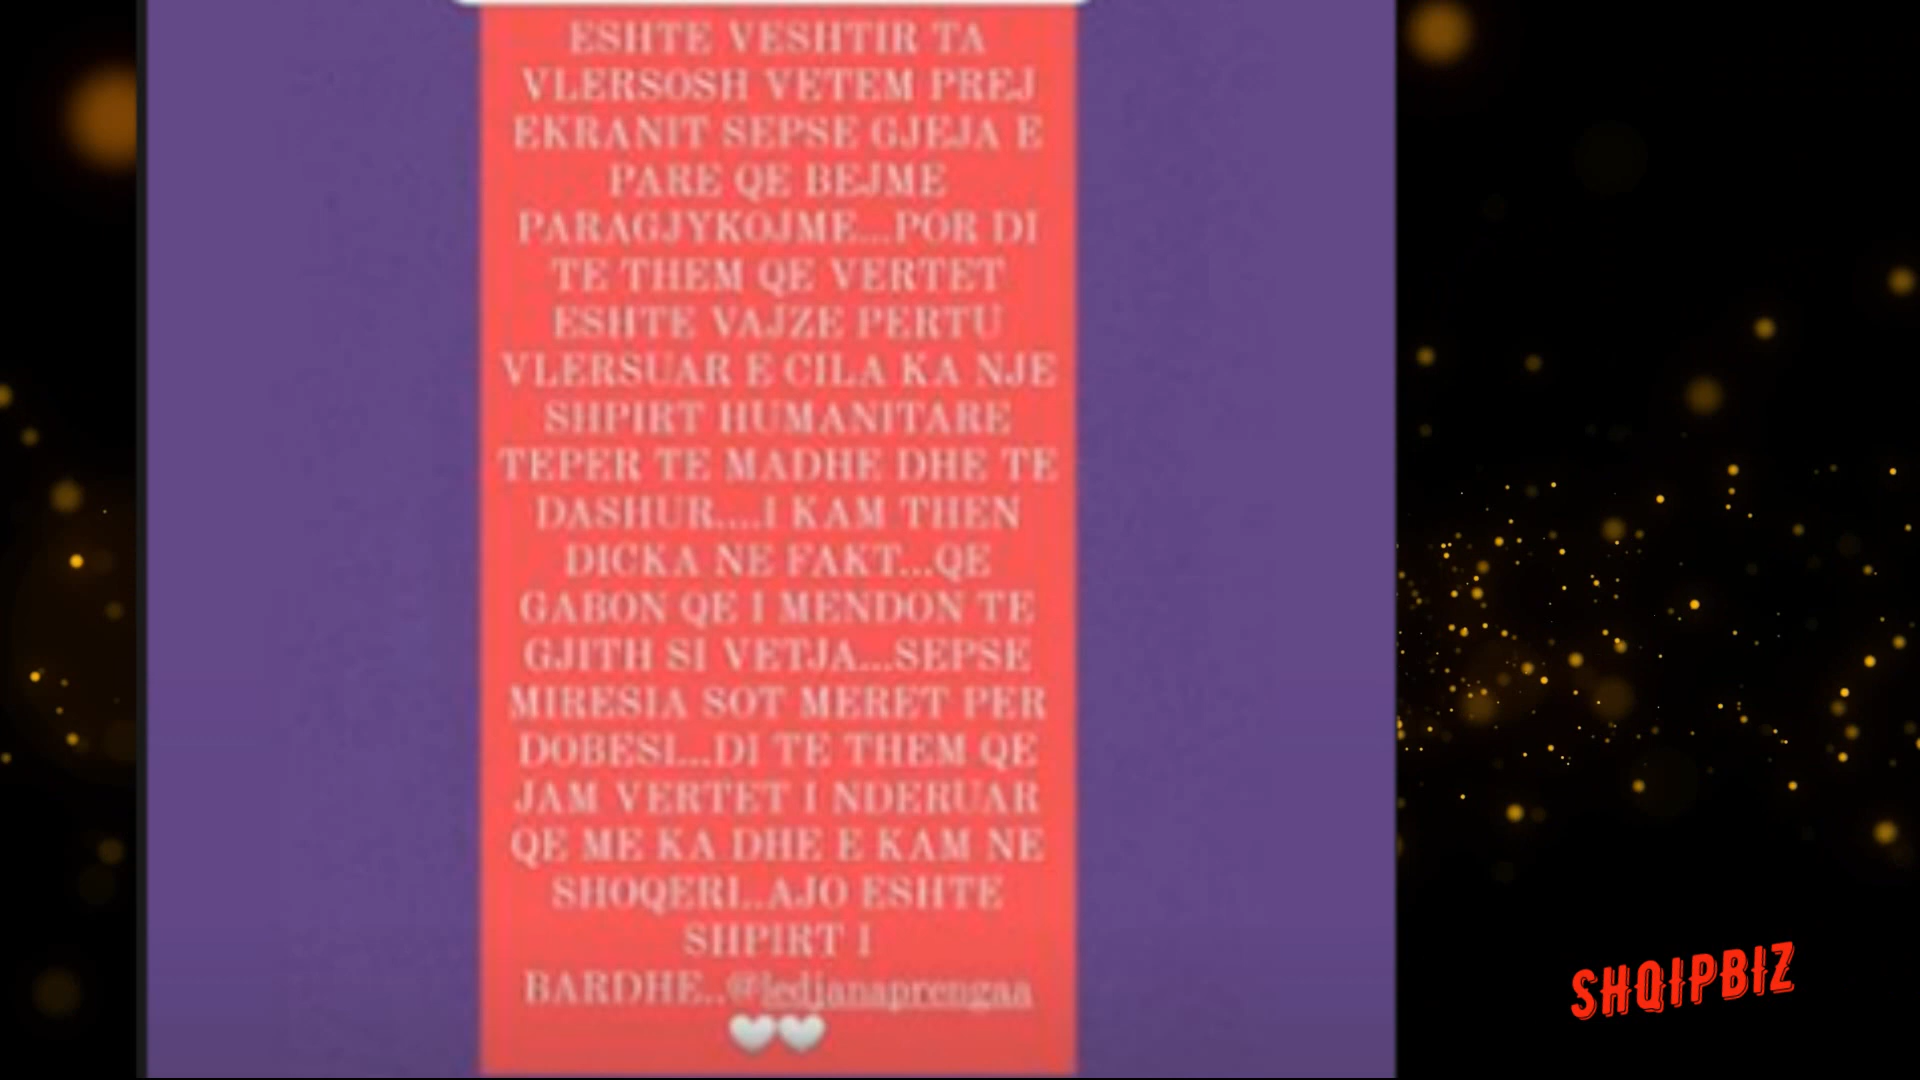 ESHTE VESHTIR TA
VLERSOSH VETEM PREJ
EKRANIT SEPSE GJEJA E
PARE QE BEJME
PARAGJYKOJME...POR DI
TE THEM QE VERTET
ESHTE VAJZE PERTU
VLERSUAR E CILA KA NJE
SHPIRT HUMANITARE
TEPER TE MADHE DHE TE
DASHUR....I KAM THEN
DICKA NE FAKT...QE
GABON QE I MENDON TE
GJITH SI VETJA...SEPSE
MIRESIA SOT MERET PER
DOBESI...DI TE THEM QE
JAM VERTET I NDERUAR
QE ME KA DHE E KAM NE
SHOQERI..AJO ESHTE
SHPIRT I
BARDHE..@ledjanaprengaa
🤍🤍
SHQIPBIZ